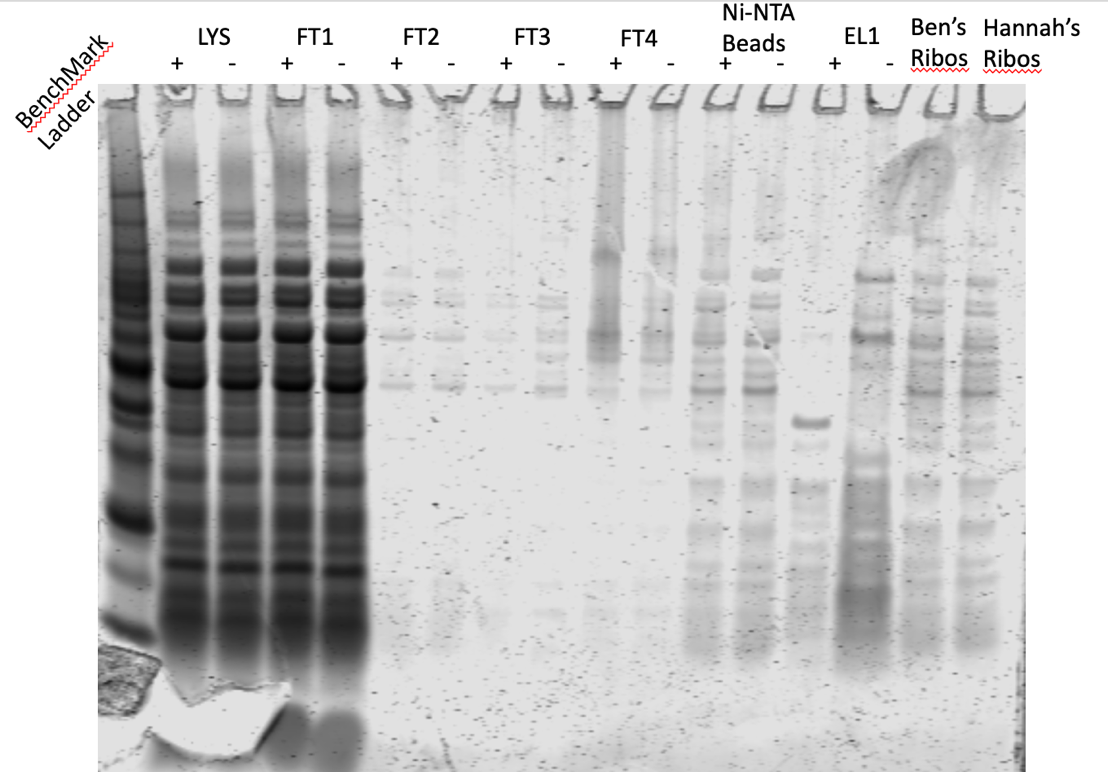 BenchMark
Ladder
LYS
FT1
FT2
FT3
FT4
Ni-NTA
Beads
EL1
Ben's
Ribos
Hannah's
Ribos
+ - + - + - + - + - + - + -